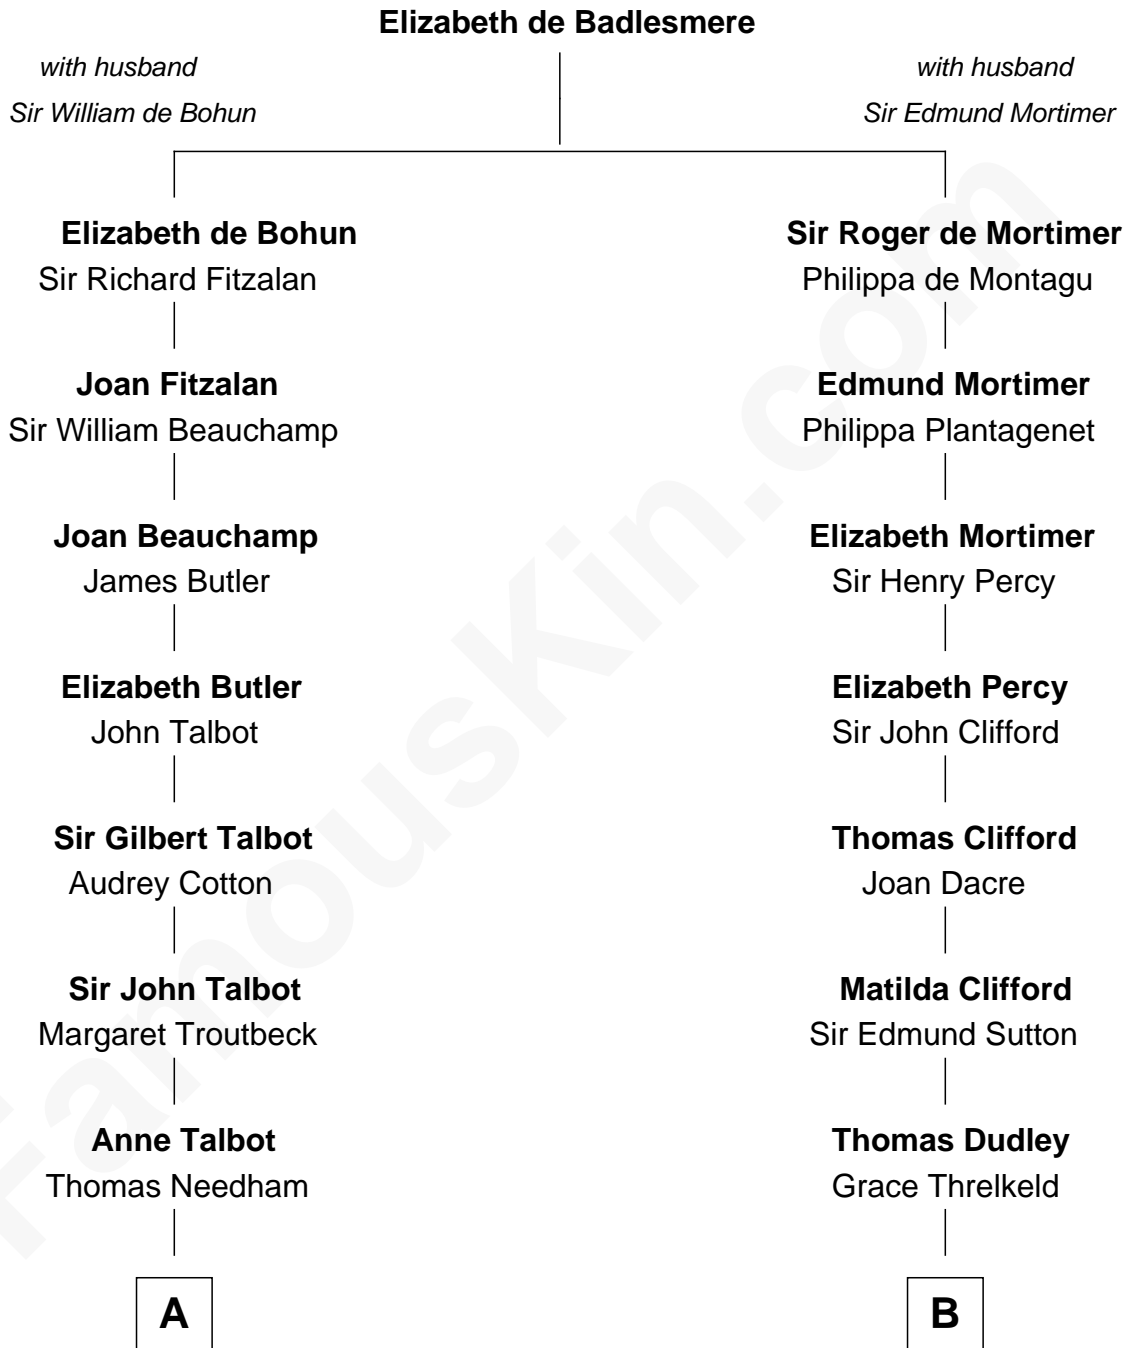 Elizabeth de Badlesmere
with husband
Sir William de Bohun
with husband
Sir Edmund Mortimer
Elizabeth de Bohun
Sir Richard Fitzalan
Sir Roger de Mortimer
Philippa de Montagu
Joan Fitzalan
Sir William Beauchamp
Edmund Mortimer
Philippa Plantagenet
Joan Beauchamp
James Butler
Elizabeth Mortimer
Sir Henry Percy
Elizabeth Butler
John Talbot
Elizabeth Percy
Sir John Clifford
Sir Gilbert Talbot
Audrey Cotton
Thomas Clifford
Joan Dacre
Sir John Talbot
Margaret Troutbeck
Matilda Clifford
Sir Edmund Sutton
Anne Talbot
Thomas Needham
Thomas Dudley
Grace Threlkeld
A
B
FamousKin.com